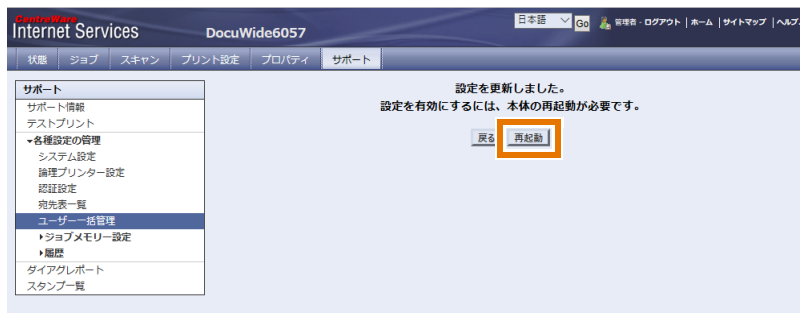 CentreWare
Internet Services
DocuWide6057
日本語 Go 管理者 - ログアウト | ホーム | サイトマップ | ヘルプ
状態 ジョブ スキャン プリント設定 プロパティ サポート
サポート
サポート情報
テストプリント
各種設定の管理
システム設定
論理プリンター設定
認証設定
宛先表一覧
ユーザー一括管理
ジョブメモリー設定
履歴
ダイアグレポート
スタンプ一覧
設定を更新しました。
設定を有効にするには、本体の再起動が必要です。
戻る 再起動